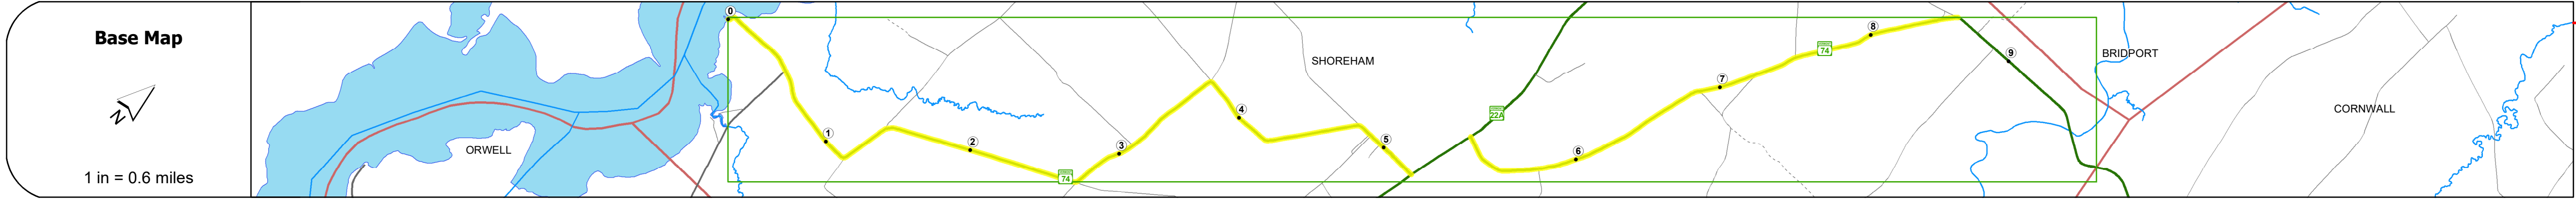 Base Map
N
1 in = 0.6 miles
ORWELL
0
1
2
74
3
4
SHOREHAM
5
22A
6
7
74
8
9
BRIDPORT
CORNWALL